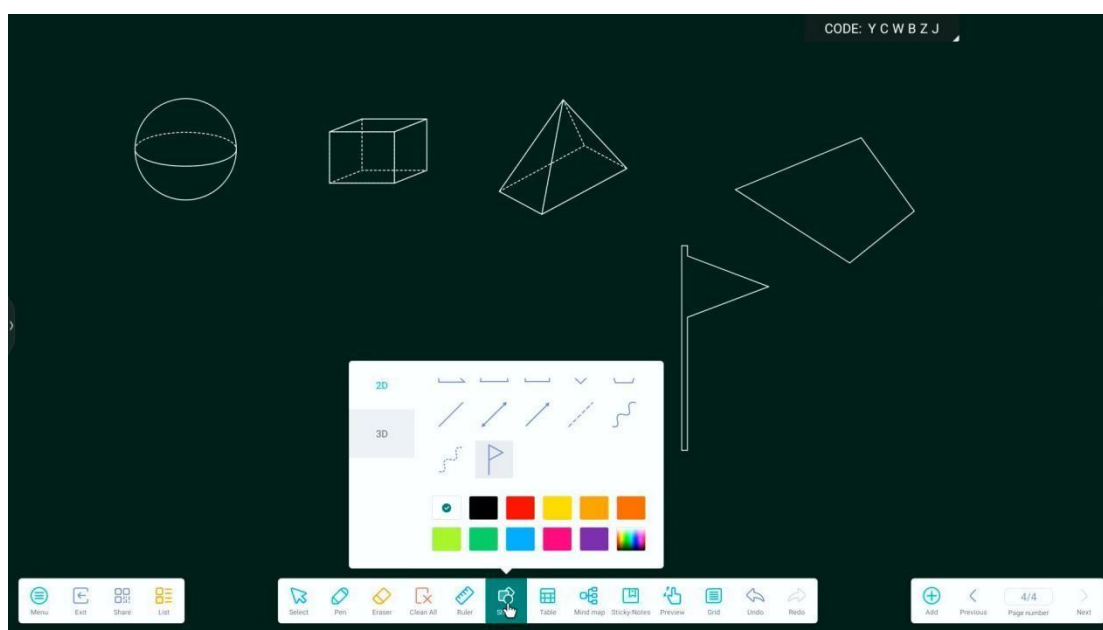 CODE: Y C W B Z J
2D
3D
Menu Exit Share List
Select Pen Eraser Clean All Ruler Table Mind map Sticky-Notes Preview Grid Undo Redo
4/4
Add Previous Page number Next